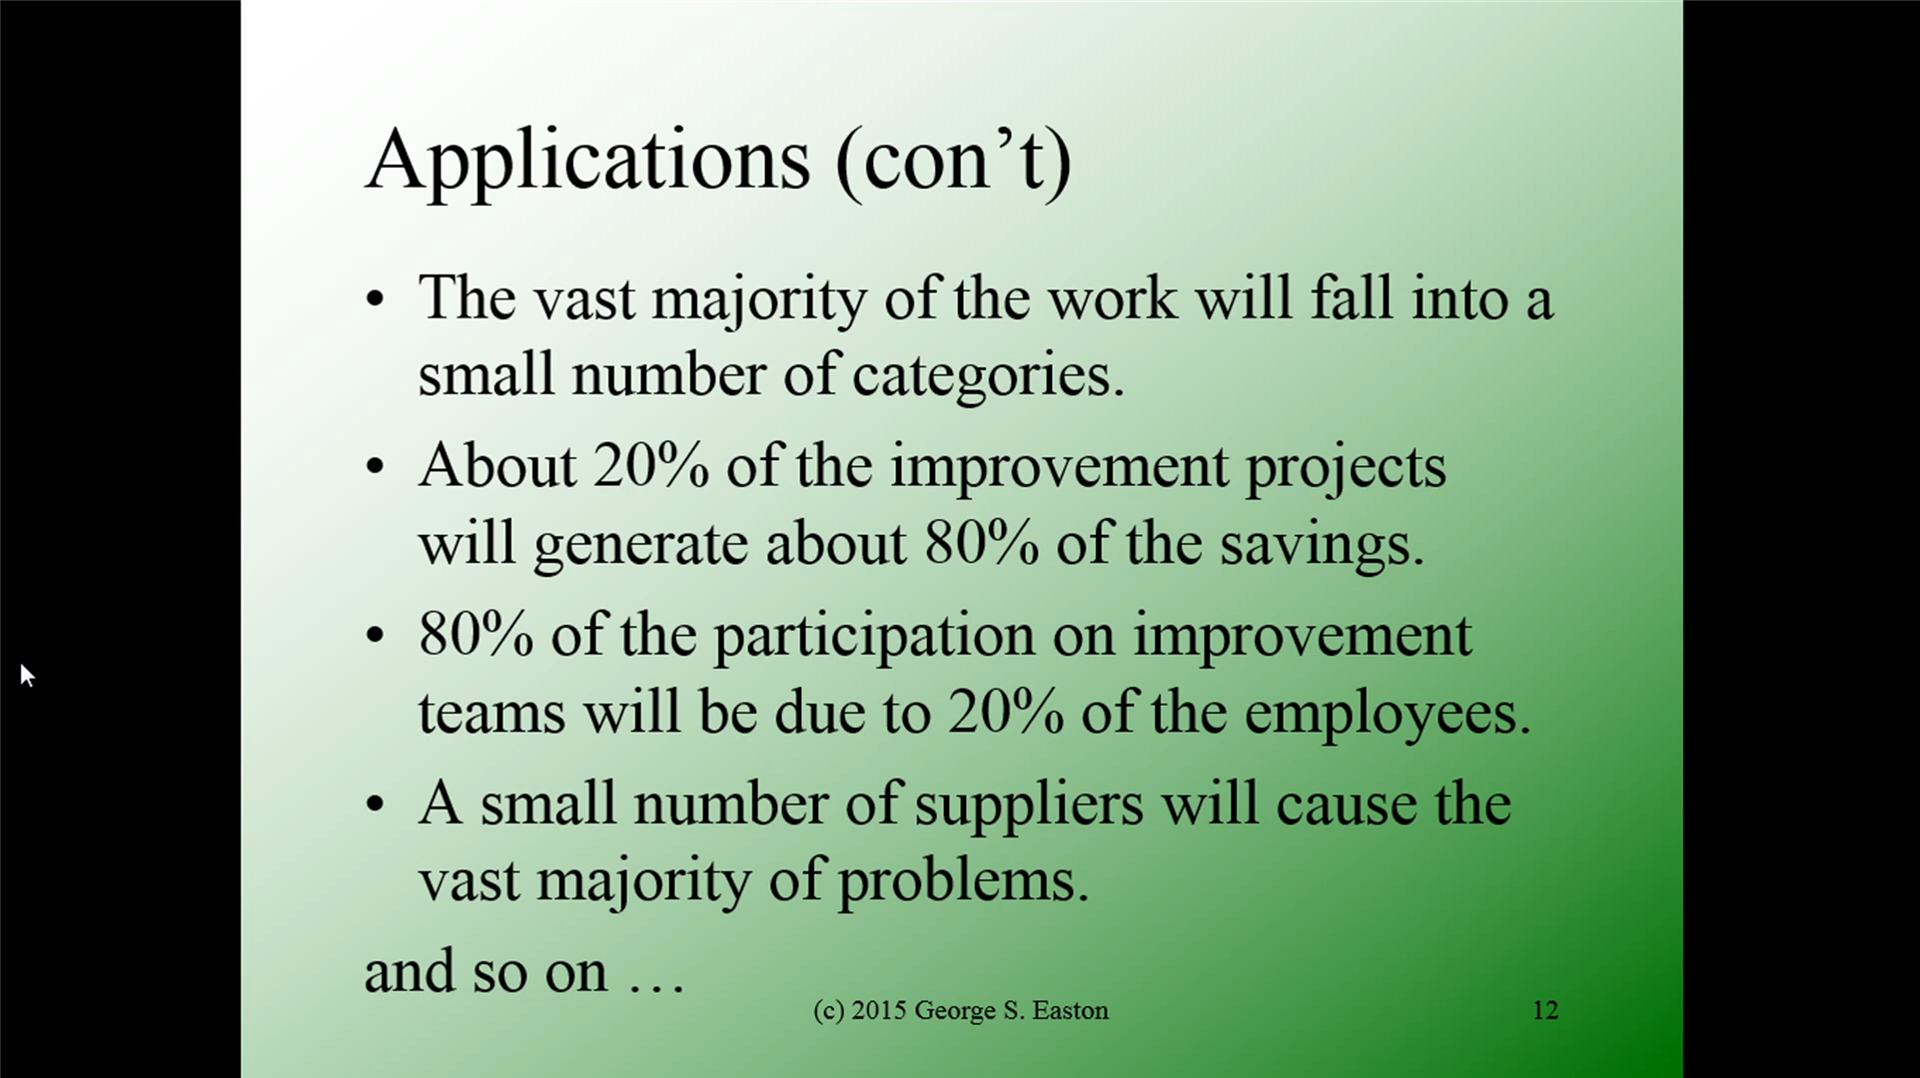 Applications (con’t)
• The vast majority of the work will fall into a
small number of categories.
• About 20% of the improvement projects
will generate about 80% of the savings.
• 80% of the participation on improvement
teams will be due to 20% of the employees.
• A small number of suppliers will cause the
vast majority of problems.
and so on …
(c) 2015 George S. Easton
12